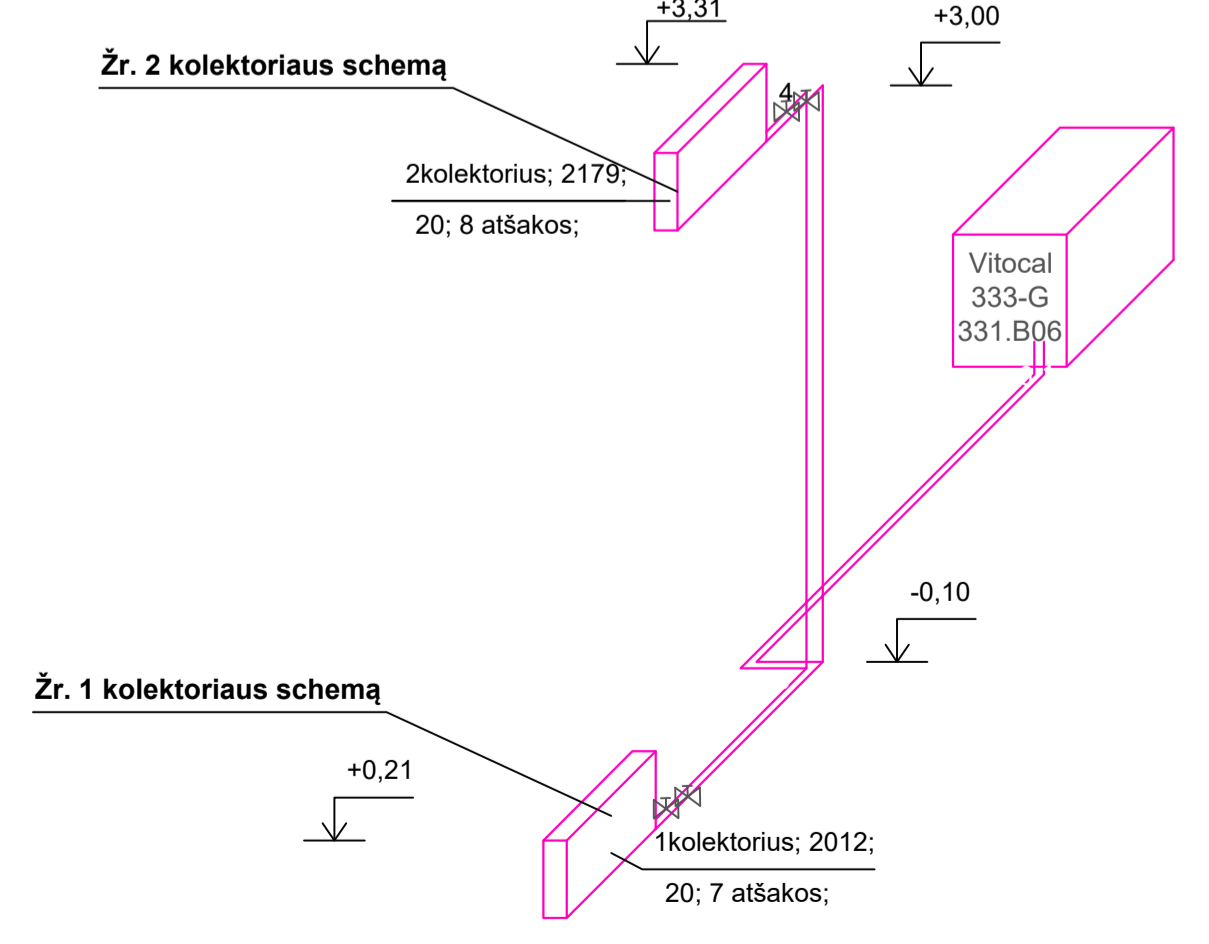 +3,31
+3,00
Žr. 2 kolektoriaus schemą
4
2kolektorius; 2179;
20; 8 atšakos;
Vitocal
333-G
331.B06
-0,10
Žr. 1 kolektoriaus schemą
+0,21
1kolektorius; 2012;
20; 7 atšakos;